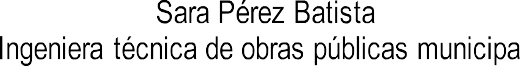 Sara Pérez Batista
Ingeniera técnica de obras públicas municipa